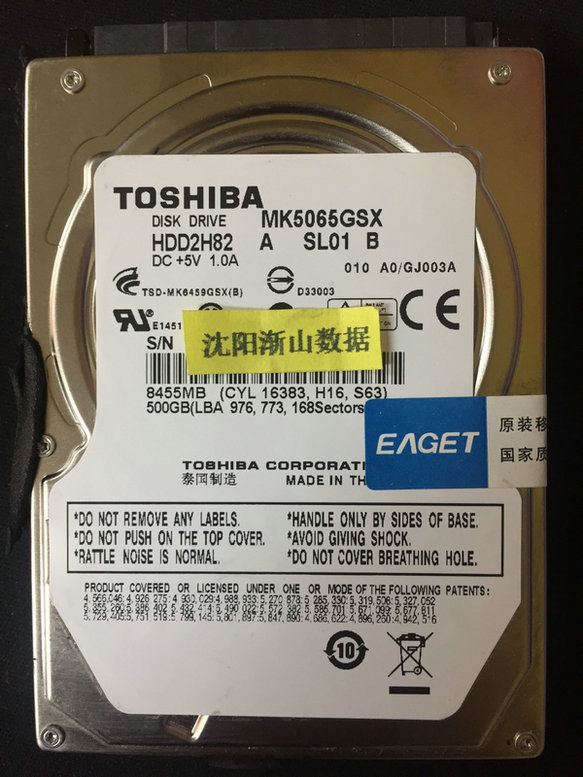 TOSHIBA
DISK DRIVE MK5065GSX
HDD2H82 A SL01 B
DC +5V 1.0A
010 A0/GJ003A
TSD-MK6459GSX(B) D33003
E1451
S/N
沈阳渐山数据
8455MB (CYL 16383, H16, S63)
500GB(LBA 976, 773, 168Sectors
EAGET
原装移
国家质
TOSHIBA CORPORATI
泰国制造 MADE IN TH
*DO NOT REMOVE ANY LABELS. *HANDLE ONLY BY SIDES OF BASE.
*DO NOT PUSH ON THE TOP COVER. *AVOID GIVING SHOCK.
*RATTLE NOISE IS NORMAL. *DO NOT COVER BREATHING HOLE.
PRODUCT COVERED OR LICENSED UNDER ONE OR MODE OF THE FOLLOWING PATENTS:
10